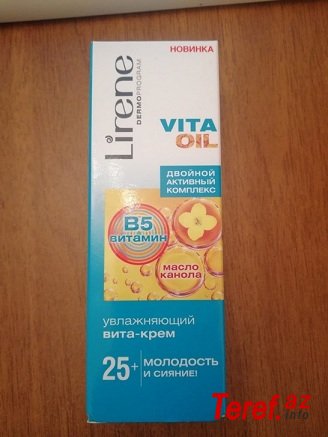 НОВИНКА
Lirene
DERMOPROGRAM
VITA
OIL
ДВОЙНОЙ
АКТИВНЫЙ
КОМПЛЕКС
B5
ВИТАМИН
МАСЛО
КАНОЛА
УВЛАЖНЯЮЩИЙ
ВИТА-КРЕМ
25+
МОЛОДОСТЬ
И СИЯНИЕ!
Teref.az
info